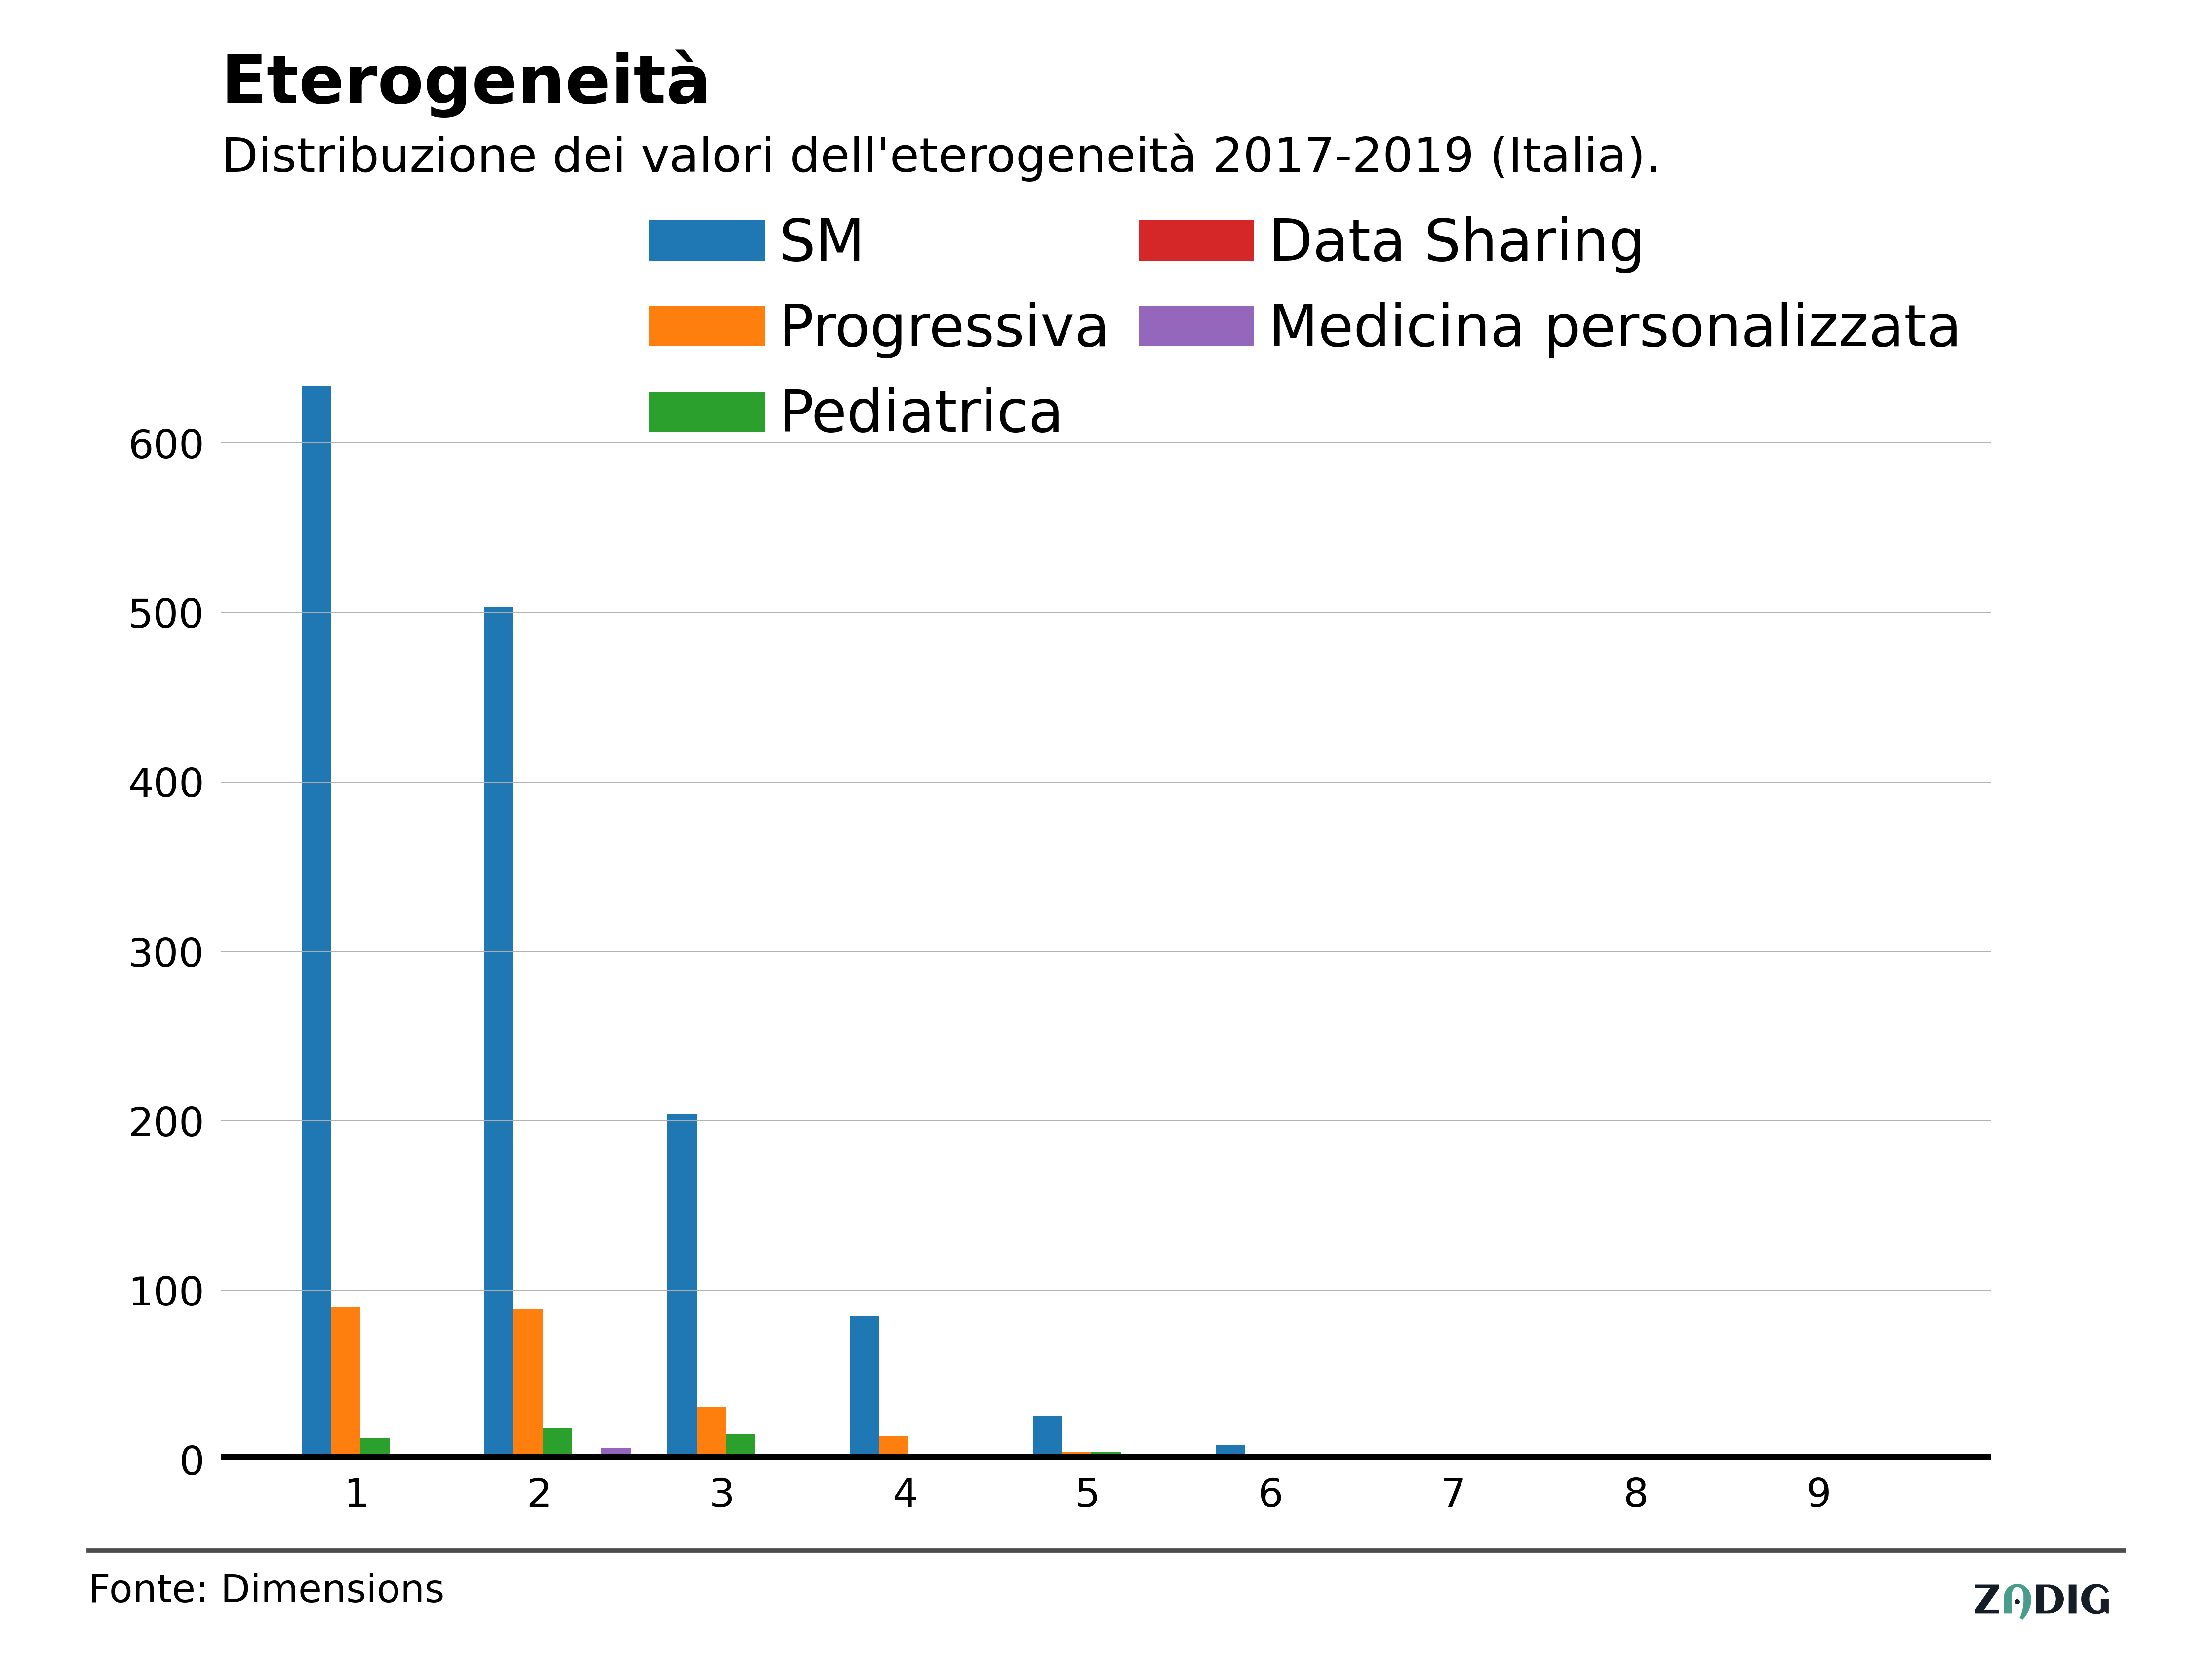 Eterogeneità
Distribuzione dei valori dell'eterogeneità 2017-2019 (Italia).
SM
Data Sharing
Progressiva
Medicina personalizzata
Pediatrica
600
500
400
300
200
100
0
1 2 3 4 5 6 7 8 9
Fonte: Dimensions
ZADIG